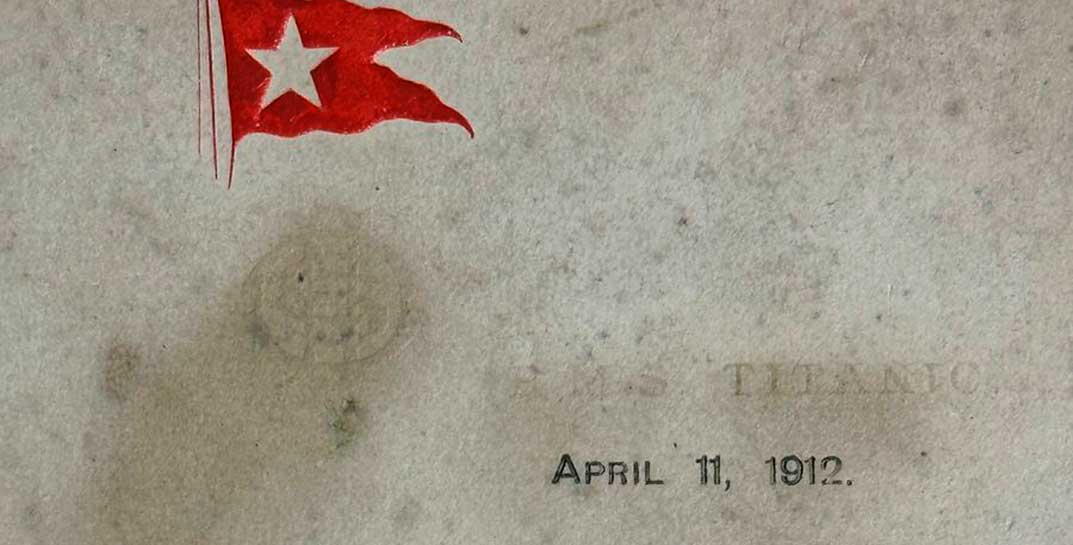 TITANIC
APRIL 11, 1912.